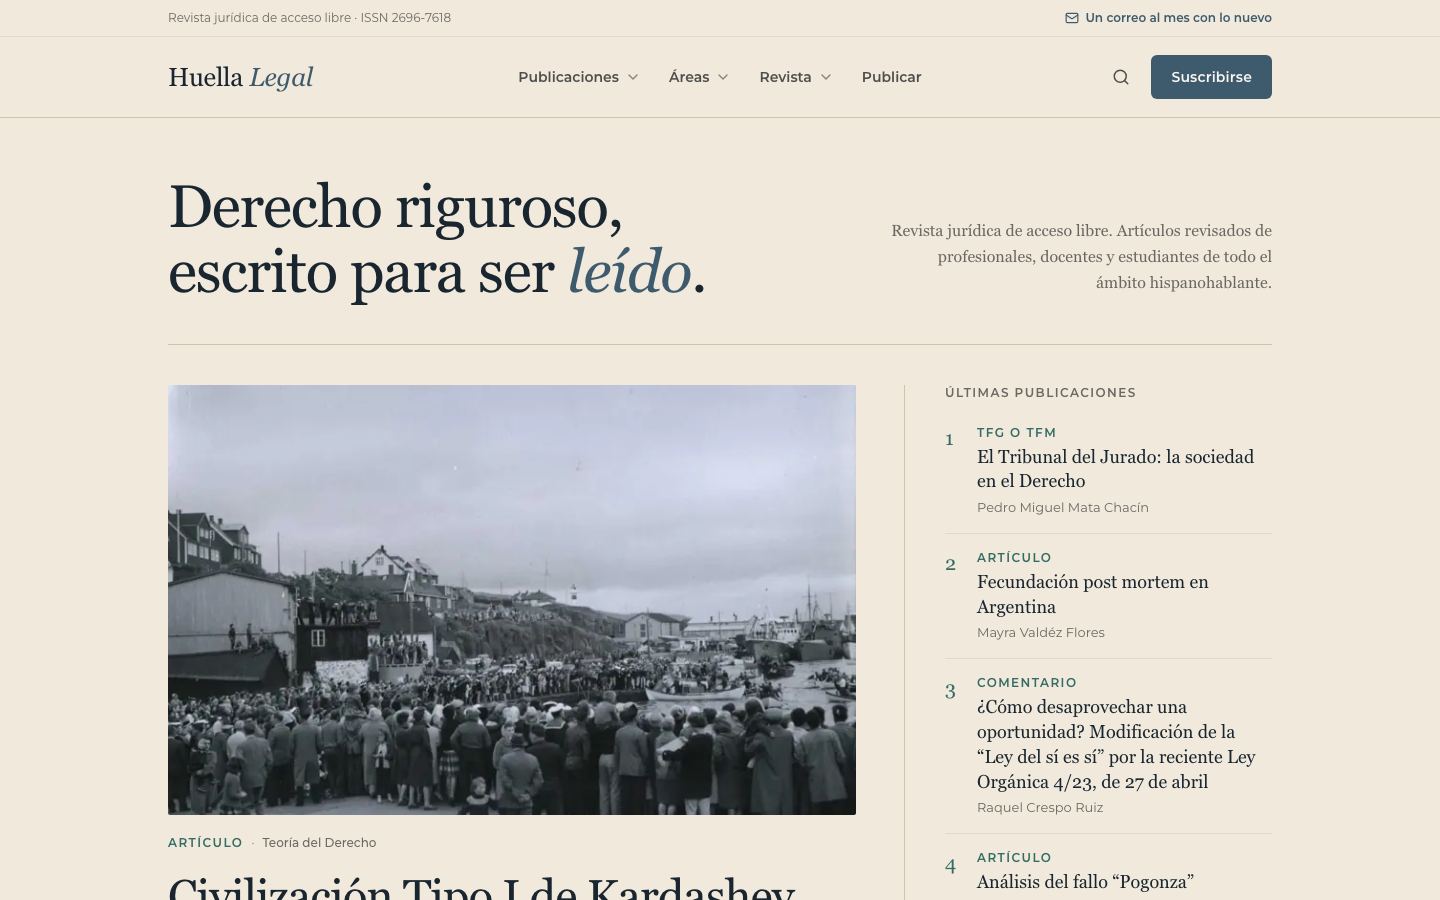 Revista jurídica de acceso libre · ISSN 2696-7618
Un correo al mes con lo nuevo
Huella Legal
Publicaciones
Áreas
Revista
Publicar
Suscribirse
Derecho riguroso,
escrito para ser leído.
Revista jurídica de acceso libre. Artículos revisados de
profesionales, docentes y estudiantes de todo el
ámbito hispanohablante.
ARTÍCULO · Teoría del Derecho
Civilización Tipo I de Kardashev
ÚLTIMAS PUBLICACIONES
1
TFG O TFM
El Tribunal del Jurado: la sociedad
en el Derecho
Pedro Miguel Mata Chacín
2
ARTÍCULO
Fecundación post mortem en
Argentina
Mayra Valdéz Flores
3
COMENTARIO
¿Cómo desaprovechar una
oportunidad? Modificación de la
“Ley del sí es sí” por la reciente Ley
Orgánica 4/23, de 27 de abril
Raquel Crespo Ruiz
4
ARTÍCULO
Análisis del fallo “Pogonza”